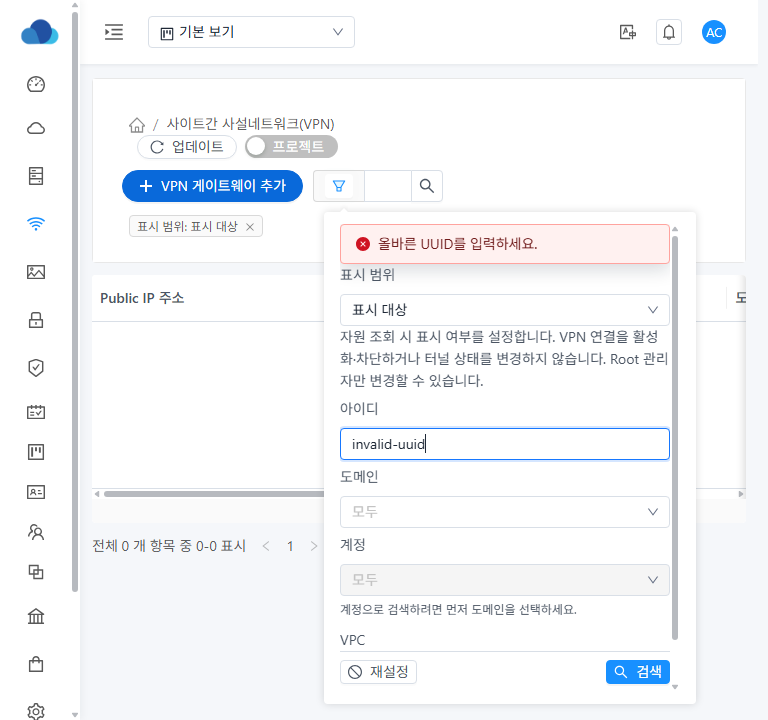 기본 보기
AC
/ 사이트간 사설네트워크(VPN)
업데이트
프로젝트
VPN 게이트웨이 추가
표시 범위: 표시 대상
Public IP 주소
도
올바른 UUID를 입력하세요.
표시 범위
표시 대상
자원 조회 시 표시 여부를 설정합니다. VPN 연결을 활성
화·차단하거나 터널 상태를 변경하지 않습니다. Root 관리
자만 변경할 수 있습니다.
아이디
invalid-uuid
도메인
모두
계정
모두
계정으로 검색하려면 먼저 도메인을 선택하세요.
VPC
재설정
검색
전체 0 개 항목 중 0-0 표시
1